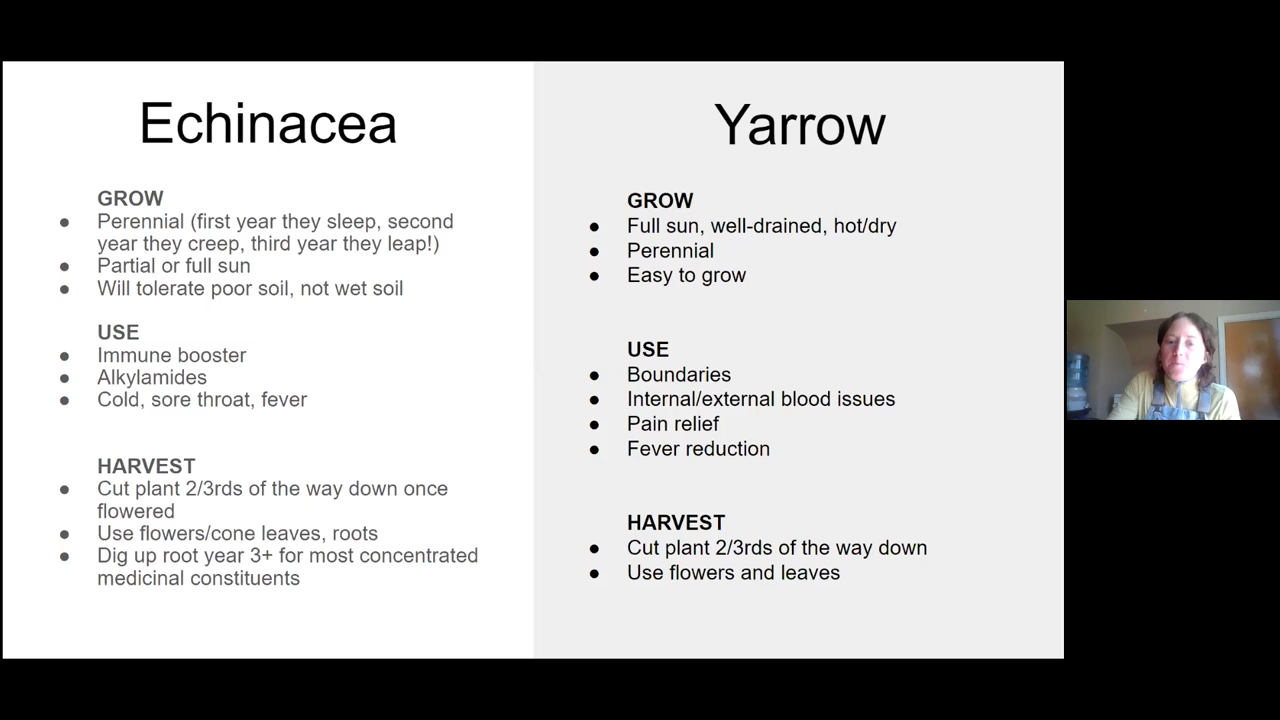 Echinacea
GROW
● Perennial (first year they sleep, second
year they creep, third year they leap!)
● Partial or full sun
● Will tolerate poor soil, not wet soil
USE
● Immune booster
● Alkylamides
● Cold, sore throat, fever
HARVEST
● Cut plant 2/3rds of the way down once
flowered
● Use flowers/cone leaves, roots
● Dig up root year 3+ for most concentrated
medicinal constituents
Yarrow
GROW
● Full sun, well-drained, hot/dry
● Perennial
● Easy to grow
USE
● Boundaries
● Internal/external blood issues
● Pain relief
● Fever reduction
HARVEST
● Cut plant 2/3rds of the way down
● Use flowers and leaves